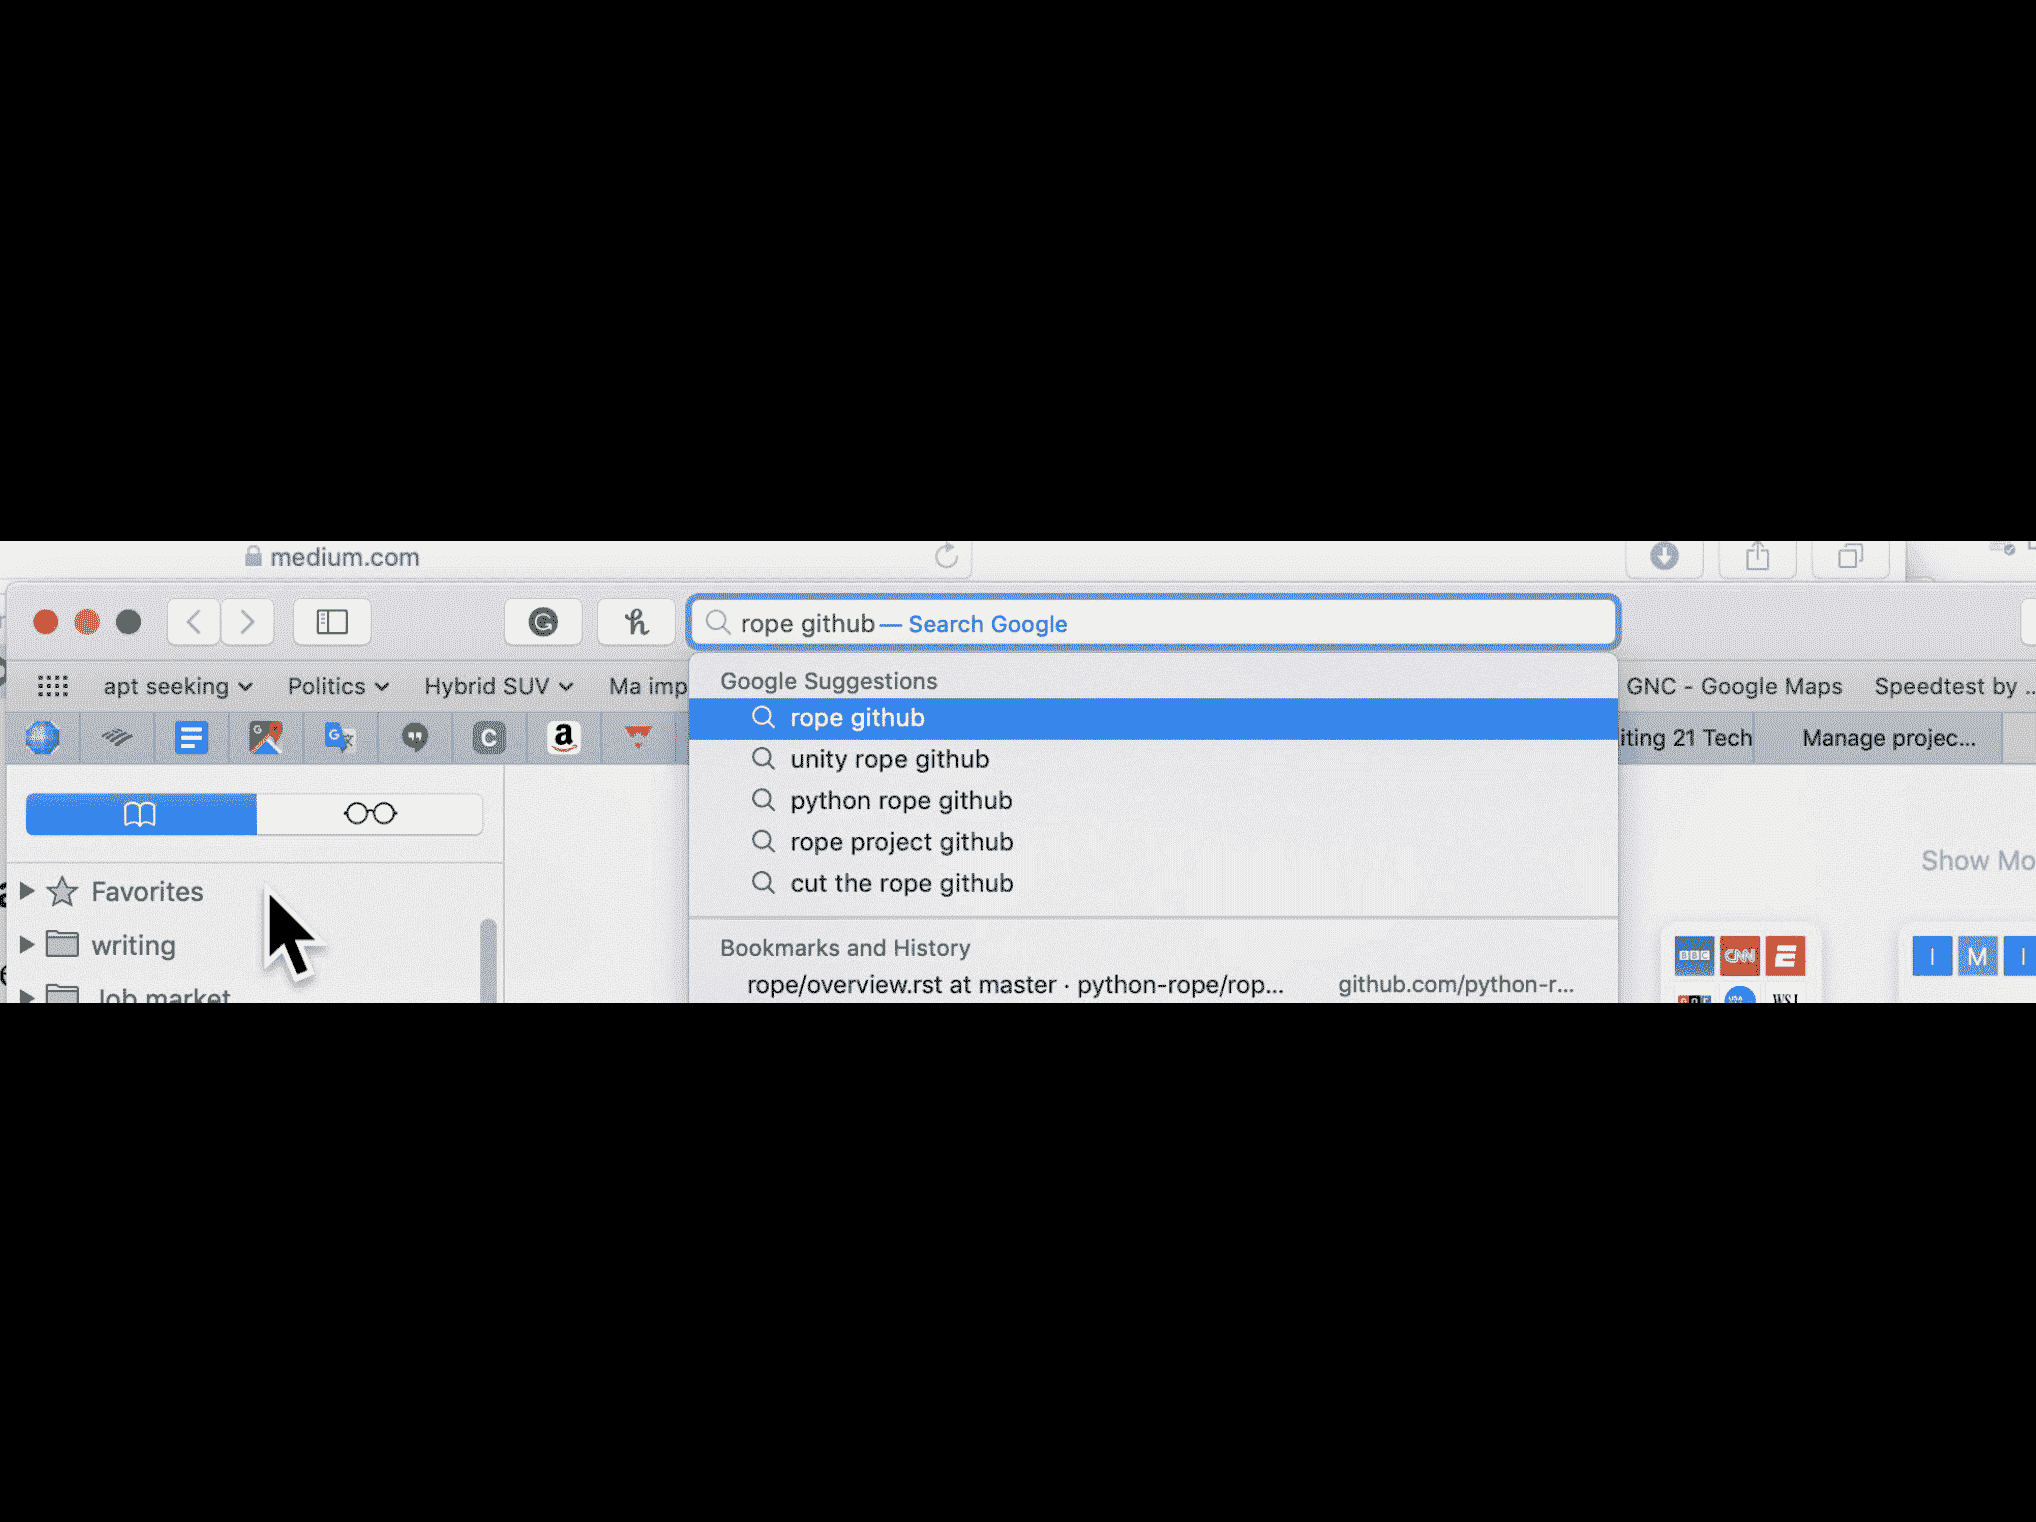 medium.com
rope github — Search Google
apt seeking Politics Hybrid SUV Ma imp GNC - Google Maps Speedtest by ...
Google Suggestions
rope github
iting 21 Tech Manage projec...
unity rope github
python rope github
rope project github
Show Mo
cut the rope github
Favorites
writing
Bookmarks and History
BBC CNN E I M I
rope/overview.rst at master · python-rope/rop... github.com/python-r...
Job market
USA WSJ